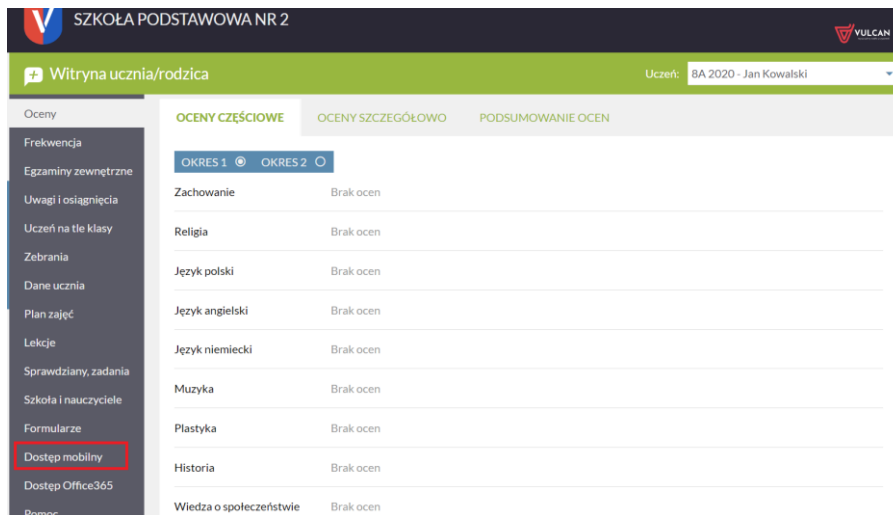 SZKOŁA PODSTAWOWA NR 2
VULCAN
Witryna ucznia/rodzica
Uczeń: 8A 2020 - Jan Kowalski
Oceny
Frekwencja
Egzaminy zewnętrzne
Uwagi i osiągnięcia
Uczeń na tle klasy
Zebrania
Dane ucznia
Plan zajęć
Lekcje
Sprawdziany, zadania
Szkoła i nauczyciele
Formularze
Dostęp mobilny
Dostęp Office365
Pomoc
OCENY CZĘŚCIOWE OCENY SZCZEGÓŁOWO PODSUMOWANIE OCEN
OKRES 1 OKRES 2
Zachowanie Brak ocen
Religia Brak ocen
Język polski Brak ocen
Język angielski Brak ocen
Język niemiecki Brak ocen
Muzyka Brak ocen
Plastyka Brak ocen
Historia Brak ocen
Wiedza o społeczeństwie Brak ocen